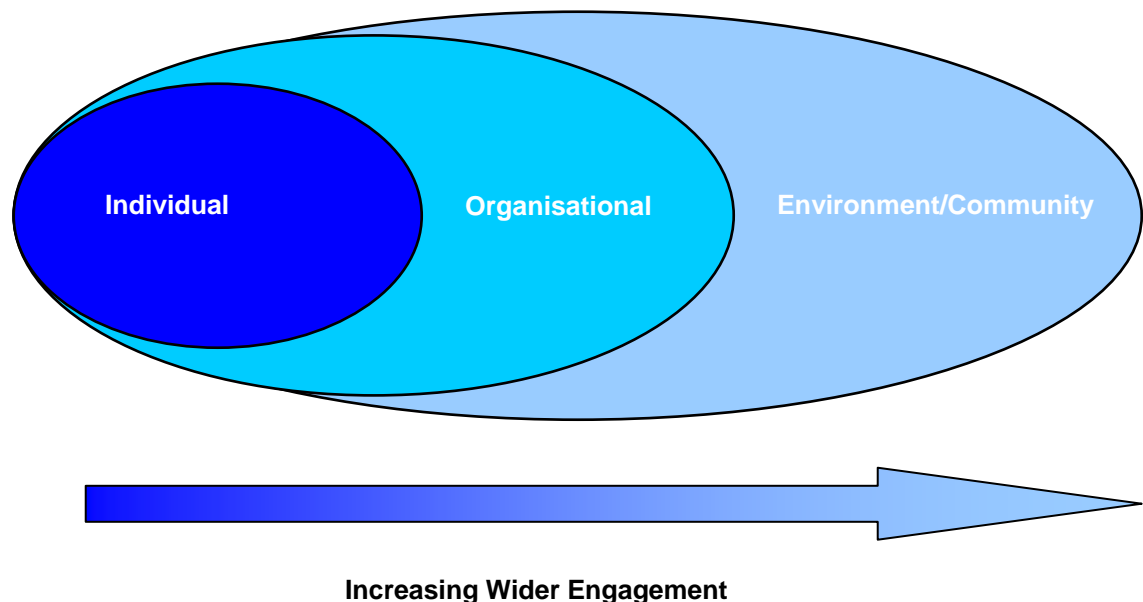 Individual
Organisational
Environment/Community
Increasing Wider Engagement